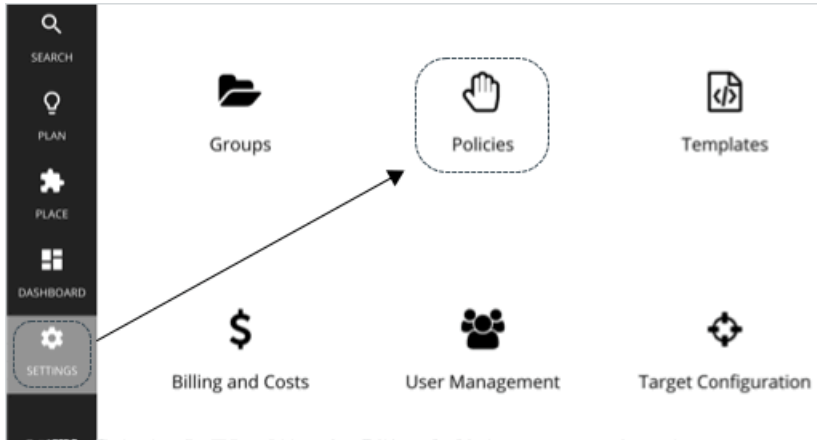 SEARCH
PLAN
PLACE
DASHBOARD
SETTINGS
Groups
Policies
Templates
Billing and Costs
User Management
Target Configuration